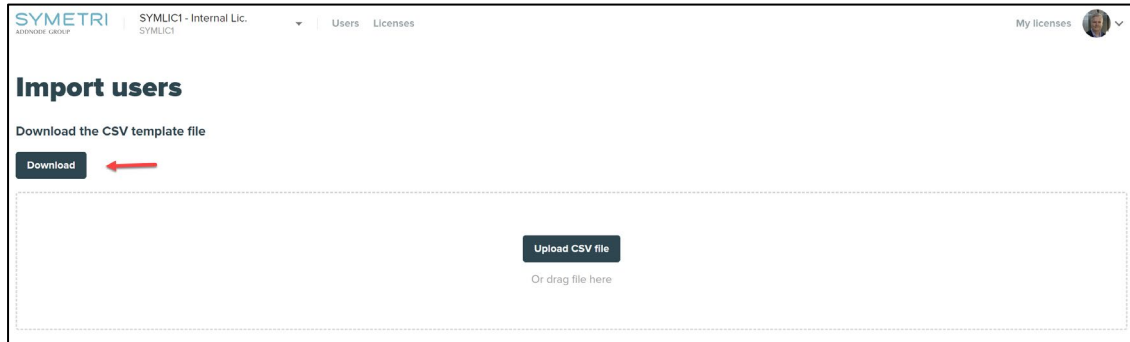 SYMETRI
ADDNODE GROUP
SYMLIC1 - Internal Lic.
SYMLIC1
Users Licenses
My licenses
Import users
Download the CSV template file
Download
Upload CSV file
Or drag file here